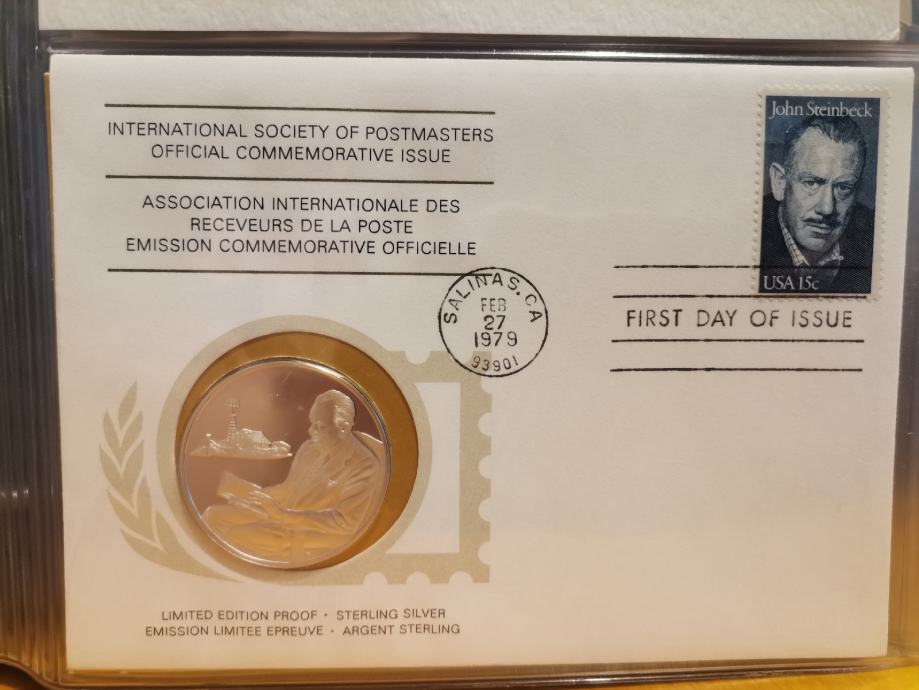 INTERNATIONAL SOCIETY OF POSTMASTERS
OFFICIAL COMMEMORATIVE ISSUE
ASSOCIATION INTERNATIONALE DES
RECEVEURS DE LA POSTE
EMISSION COMMEMORATIVE OFFICIELLE
John Steinbeck
USA 15c
SALINAS, CA
FEB
27
1979
93901
FIRST DAY OF ISSUE
LIMITED EDITION PROOF · STERLING SILVER
EMISSION LIMITEE EPREUVE · ARGENT STERLING